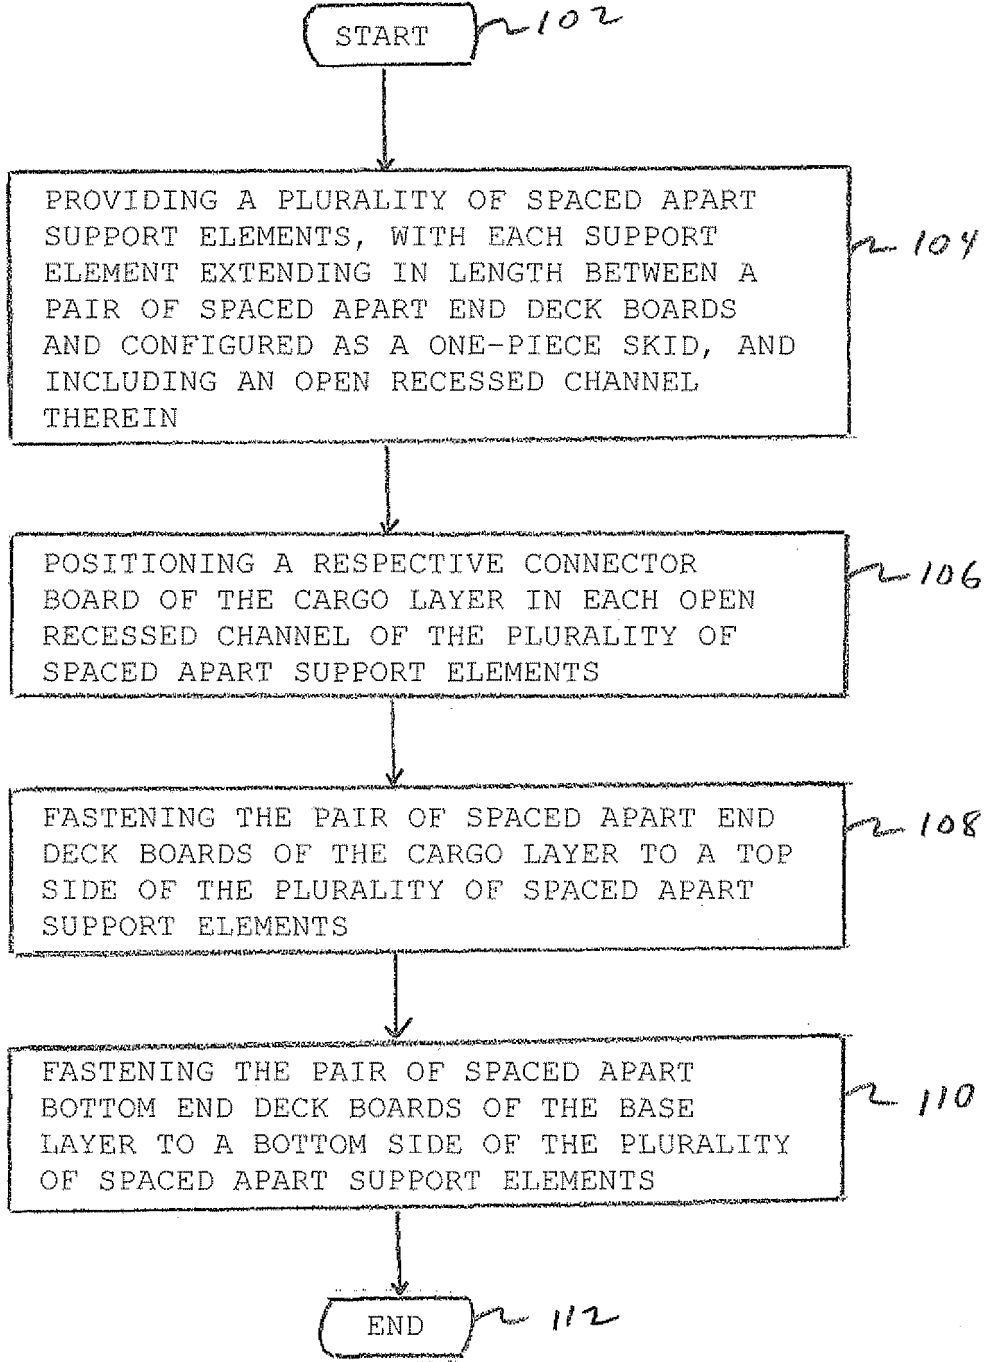 START
102
PROVIDING A PLURALITY OF SPACED APART
SUPPORT ELEMENTS, WITH EACH SUPPORT
ELEMENT EXTENDING IN LENGTH BETWEEN A
PAIR OF SPACED APART END DECK BOARDS
AND CONFIGURED AS A ONE-PIECE SKID, AND
INCLUDING AN OPEN RECESSED CHANNEL
THEREIN
104
POSITIONING A RESPECTIVE CONNECTOR
BOARD OF THE CARGO LAYER IN EACH OPEN
RECESSED CHANNEL OF THE PLURALITY OF
SPACED APART SUPPORT ELEMENTS
106
FASTENING THE PAIR OF SPACED APART END
DECK BOARDS OF THE CARGO LAYER TO A TOP
SIDE OF THE PLURALITY OF SPACED APART
SUPPORT ELEMENTS
108
FASTENING THE PAIR OF SPACED APART
BOTTOM END DECK BOARDS OF THE BASE
LAYER TO A BOTTOM SIDE OF THE PLURALITY
OF SPACED APART SUPPORT ELEMENTS
110
END
112